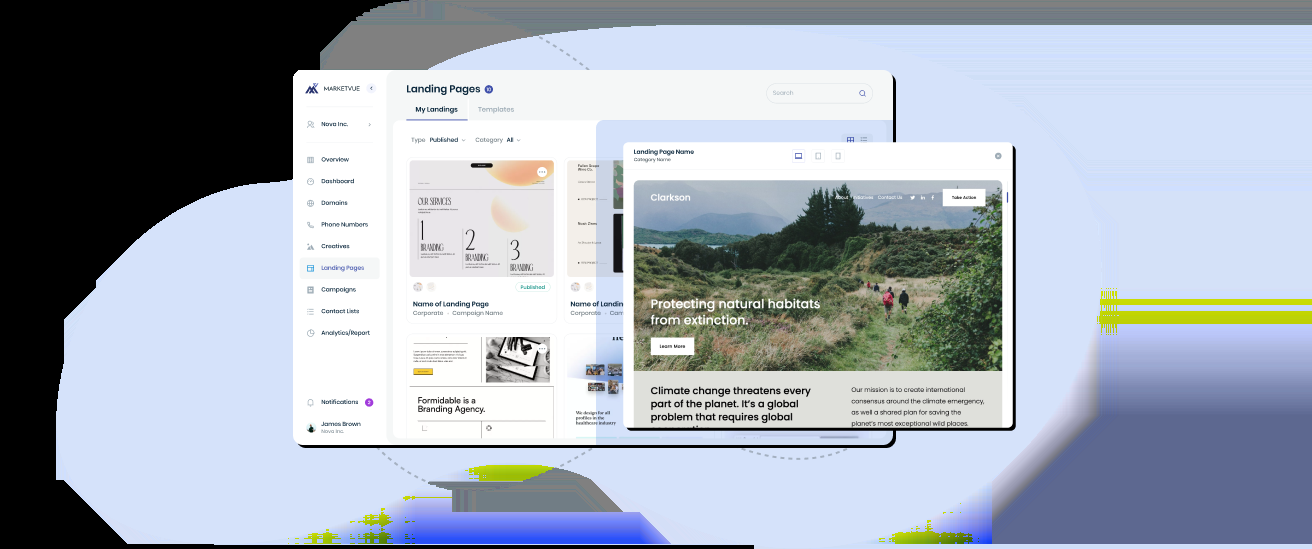 MARKETVUE
Nova Inc.
Overview
Dashboard
Domains
Phone Numbers
Creatives
Landing Pages
Campaigns
Contact Lists
Analytics/Report
Notifications 2
James Brown
Nova Inc.
Landing Pages
My Landings Templates
Search
Type Published Category All
OUR SERVICES
1 BRANDING
2 BRANDING
3 BRANDING
Published
Name of Landing Page
Corporate Campaign Name
Name of Landin
Corporate Cam
Formidable is a
Branding Agency.
We design for all
profiles in the
healthcare industry
Landing Page Name
Category Name
Clarkson
About Initiatives Contact Us
Take Action
Protecting natural habitats
from extinction.
Learn More
Climate change threatens every
part of the planet. It's a global
problem that requires global
Our mission is to create international
consensus around the climate emergency,
as well a shared plan for saving the
planet's most exceptional wild places.